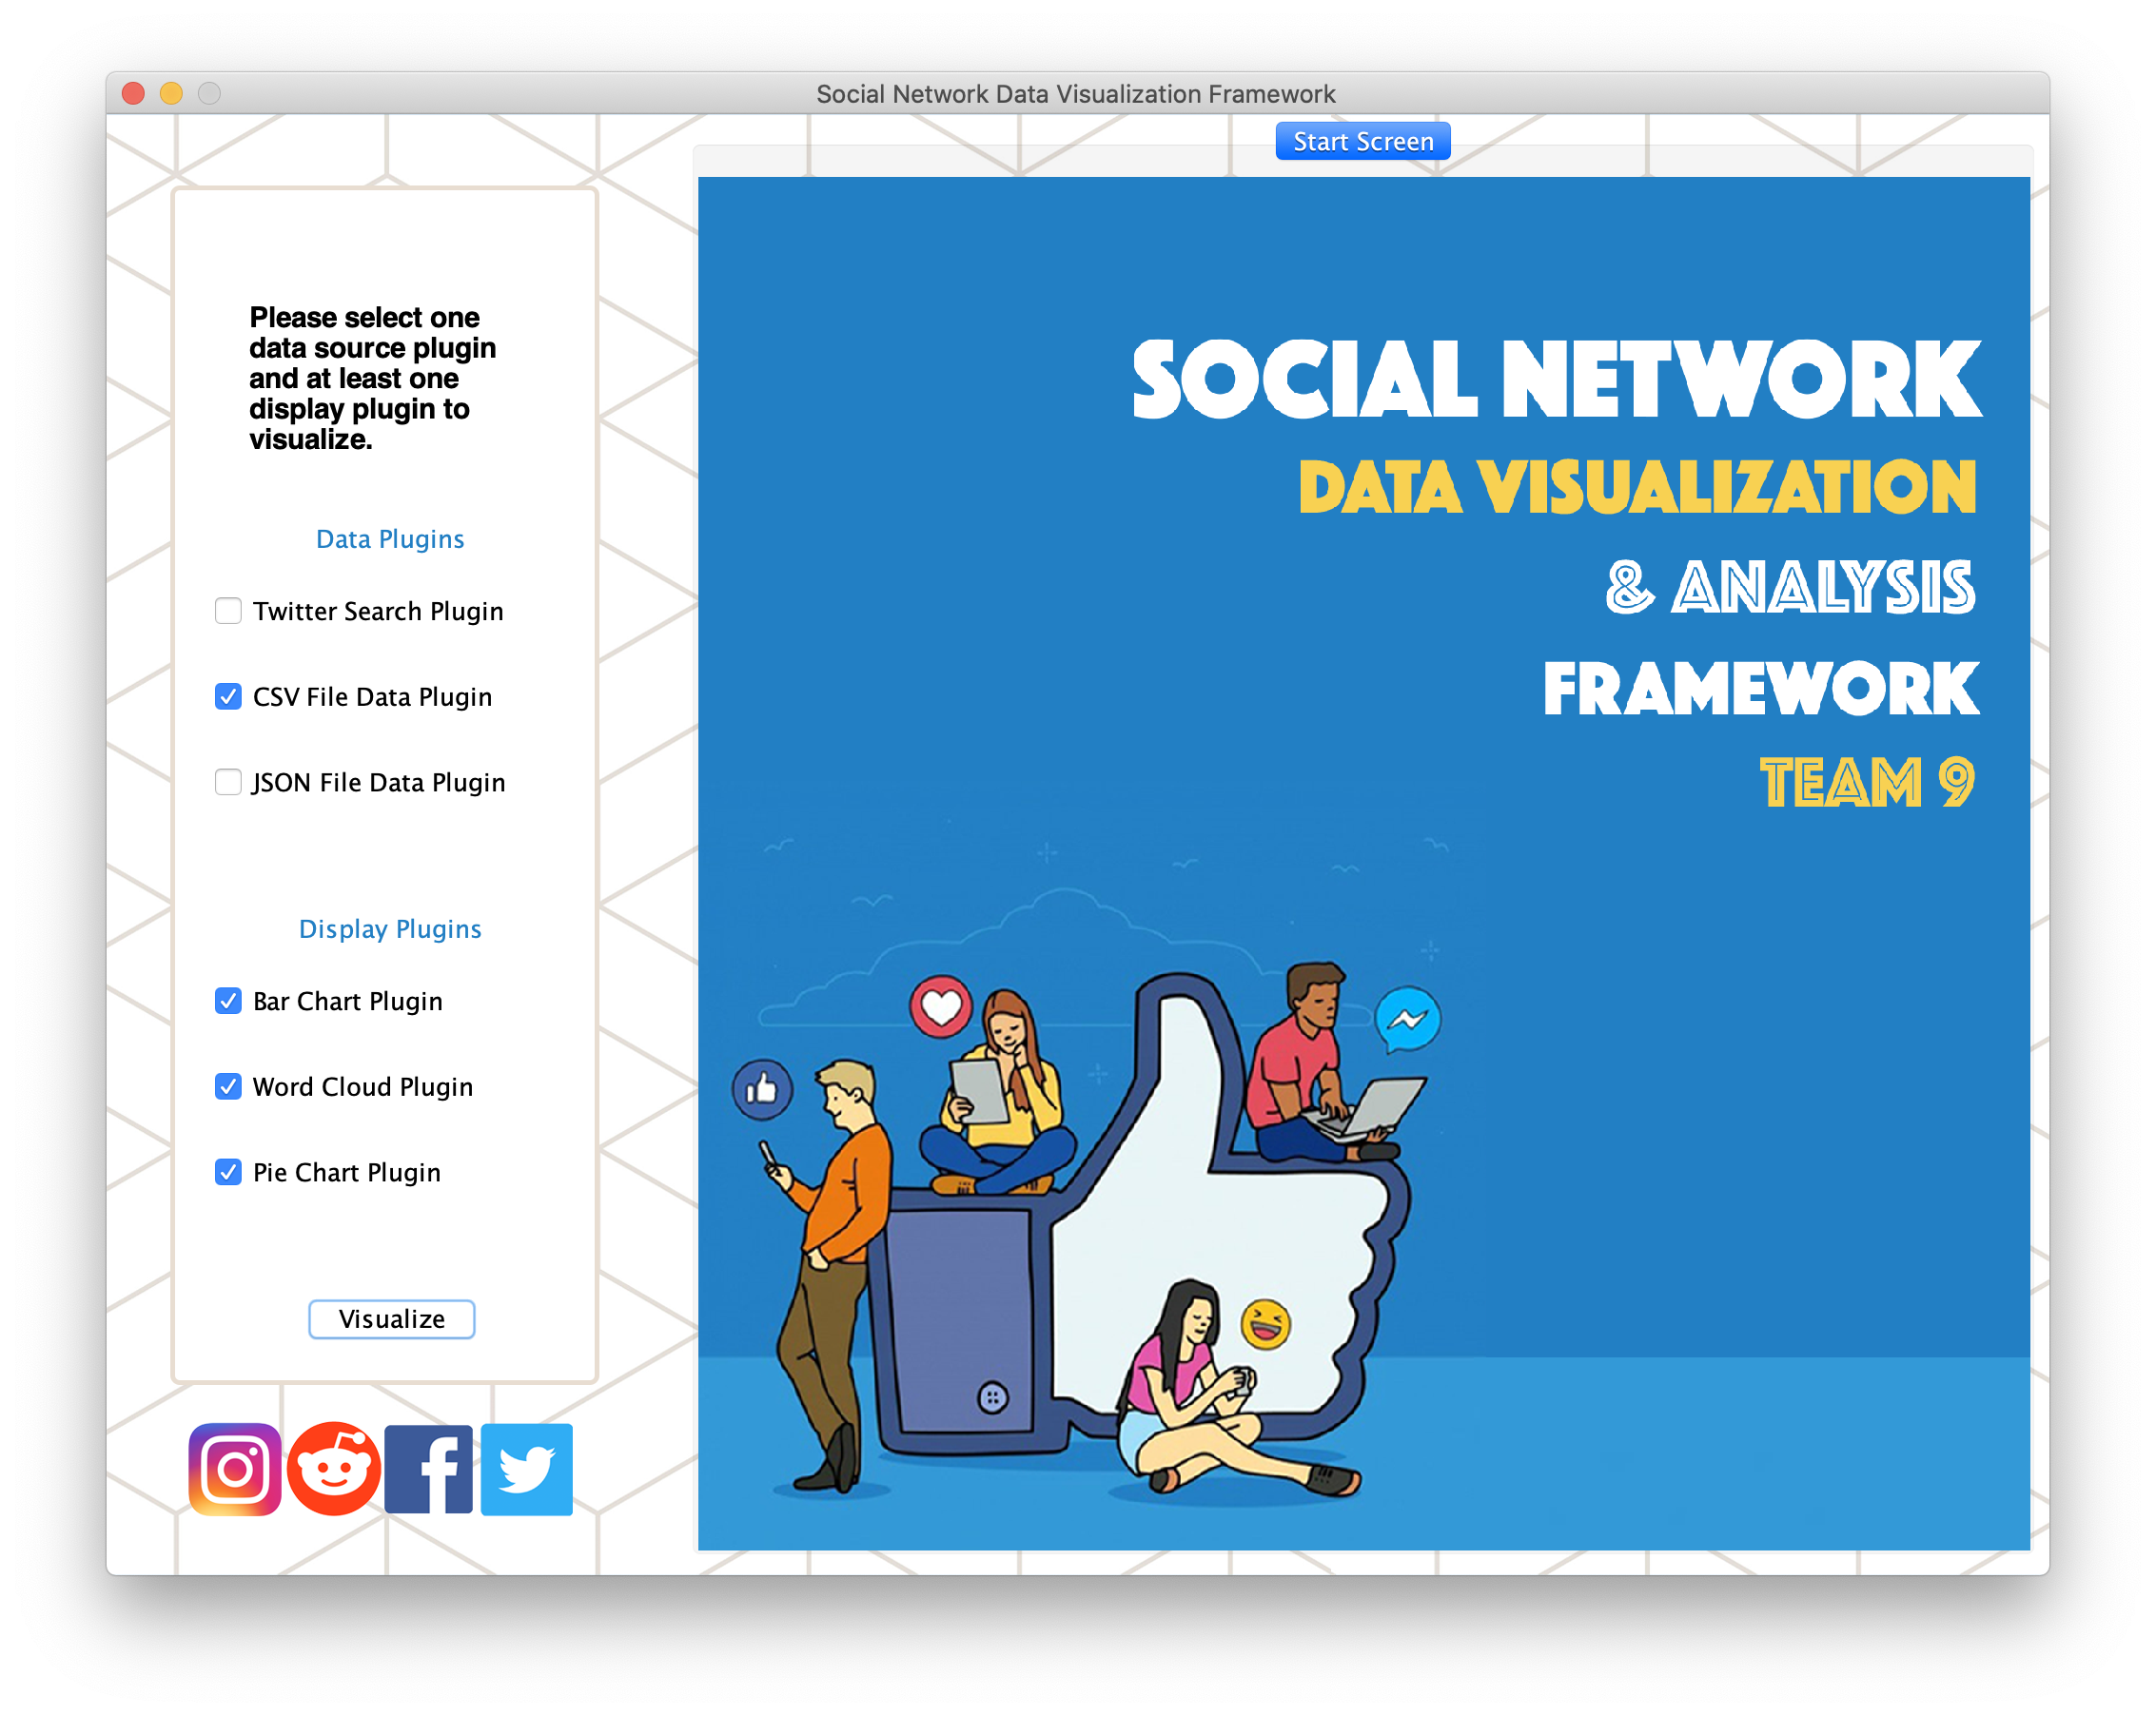 Social Network Data Visualization Framework
Start Screen
Please select one
data source plugin
and at least one
display plugin to
visualize.
Data Plugins
Twitter Search Plugin
CSV File Data Plugin
JSON File Data Plugin
Display Plugins
Bar Chart Plugin
Word Cloud Plugin
Pie Chart Plugin
Visualize
SOCIAL NETWORK
DATA VISUALIZATION
& ANALYSIS
FRAMEWORK
TEAM 9